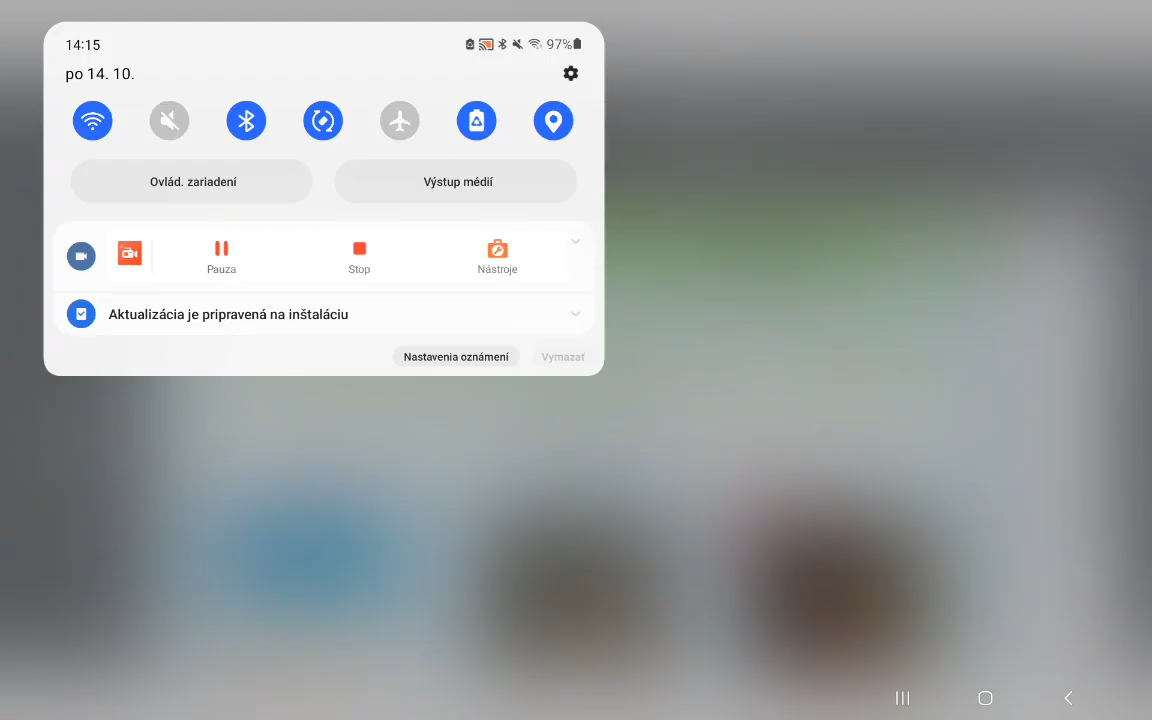 14:15
97%
po 14. 10.
Ovlád. zariadení
Výstup médií
Pauza
Stop
Nástroje
Aktualizácia je pripravená na inštaláciu
Nastavenia oznámení
Vymazať